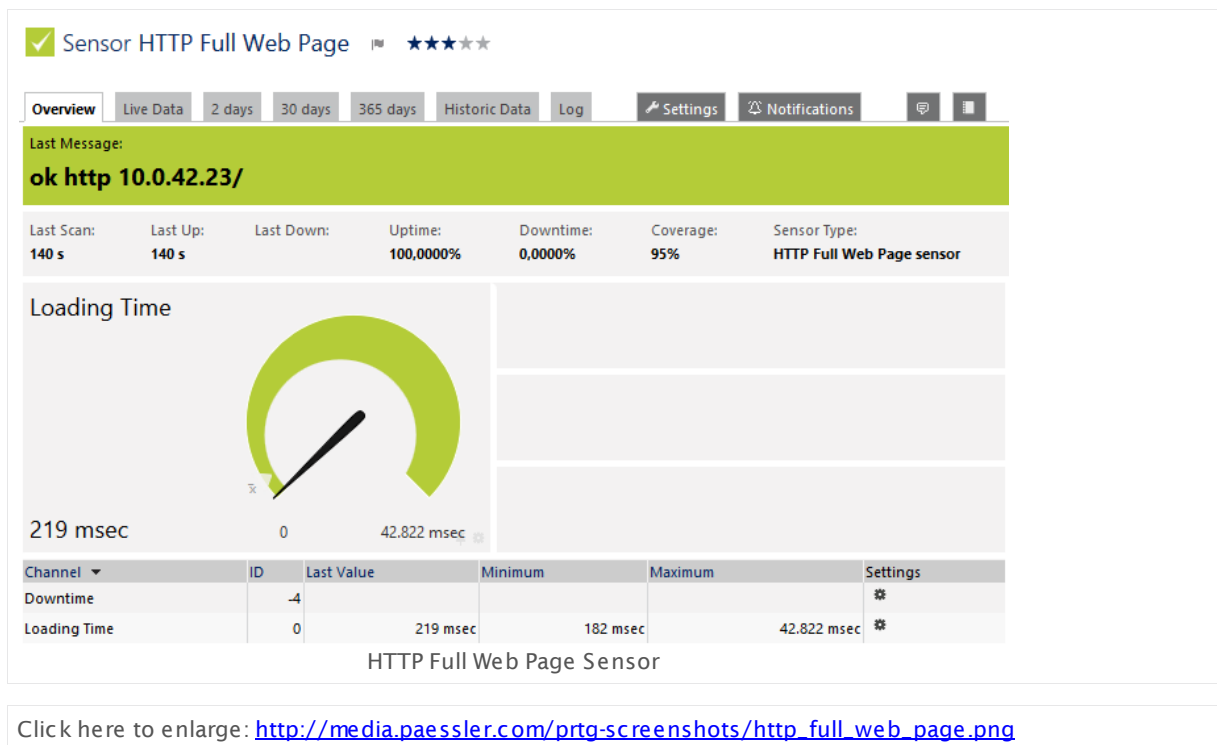 Sensor HTTP Full Web Page
Overview Live Data 2 days 30 days 365 days Historic Data Log Settings Notifications
Last Message:
ok http 10.0.42.23/
Last Scan: Last Up: Last Down: Uptime: Downtime: Coverage: Sensor Type:
140 s 140 s 100,0000% 0,0000% 95% HTTP Full Web Page sensor
Loading Time
x
219 msec 0 42.822 msec
Channel ID Last Value Minimum Maximum Settings
Downtime -4
Loading Time 0 219 msec 182 msec 42.822 msec
HTTP Full Web Page Sensor
Click here to enlarge: http://media.paessler.com/prtg-screenshots/http_full_web_page.png